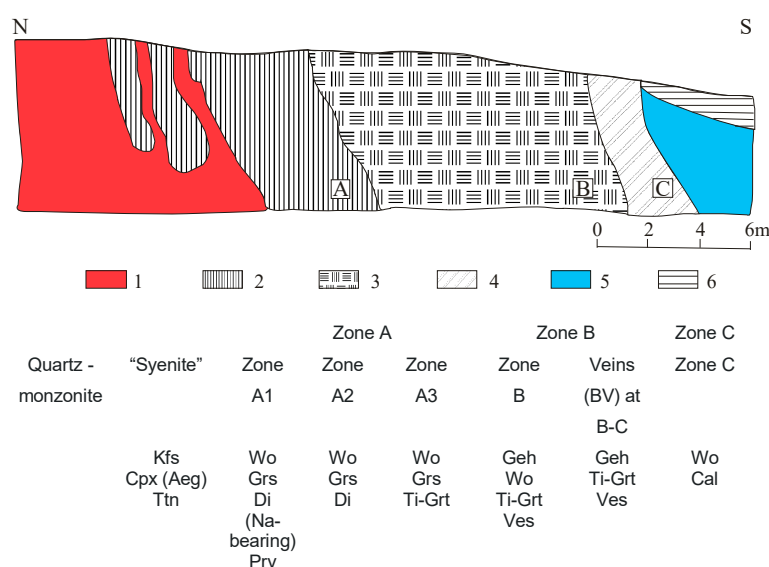 N S
A B C
0 2 4 6m
1 2 3 4 5 6
Zone A Zone B Zone C
Quartz - "Syenite" Zone Zone Zone Zone Veins Zone C
monzonite A1 A2 A3 B (BV) at
B-C
Kfs Wo Wo Wo Geh Geh Wo
Cpx (Aeg) Grs Grs Grs Wo Ti-Grt Cal
Ttn Di Di Ti-Grt Ti-Grt Ves
(Na- Ves
bearing)
Prv